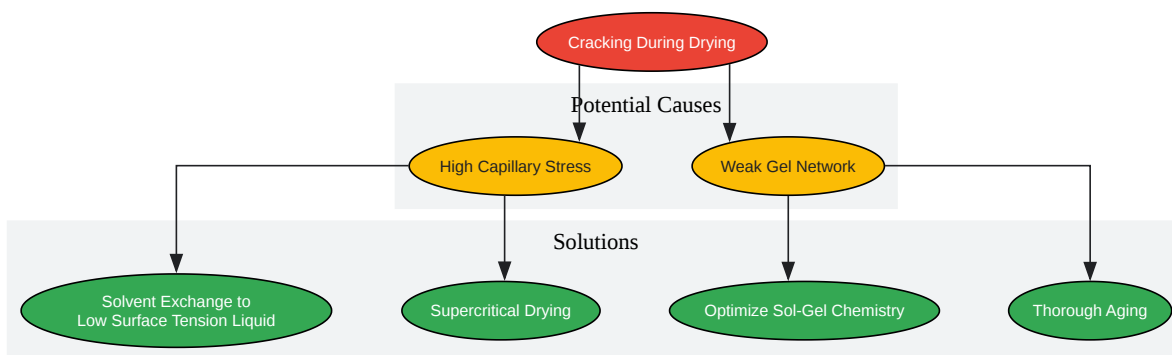 Cracking During Drying
Potential Causes
High Capillary Stress
Weak Gel Network
Solutions
Solvent Exchange to
Low Surface Tension Liquid
Supercritical Drying
Optimize Sol-Gel Chemistry
Thorough Aging